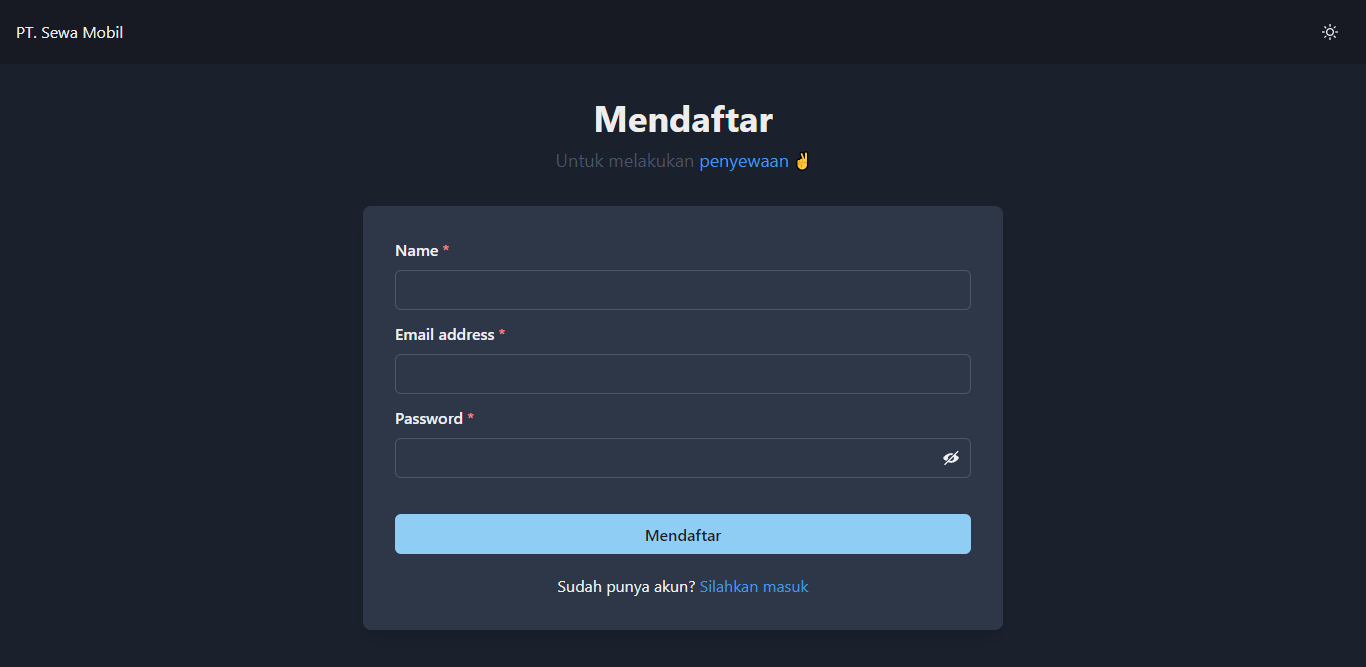 PT. Sewa Mobil
Mendaftar
Untuk melakukan penyewaan ✌
Name *
Email address *
Password *
Mendaftar
Sudah punya akun? Silahkan masuk